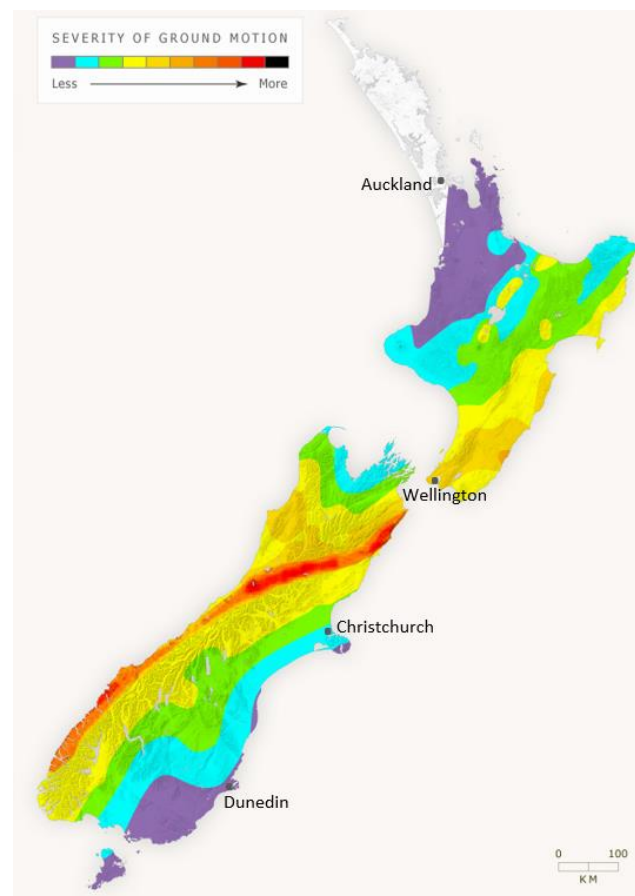 SEVERITY OF GROUND MOTION
Less More
Auckland
Wellington
Christchurch
Dunedin
0 100
KM